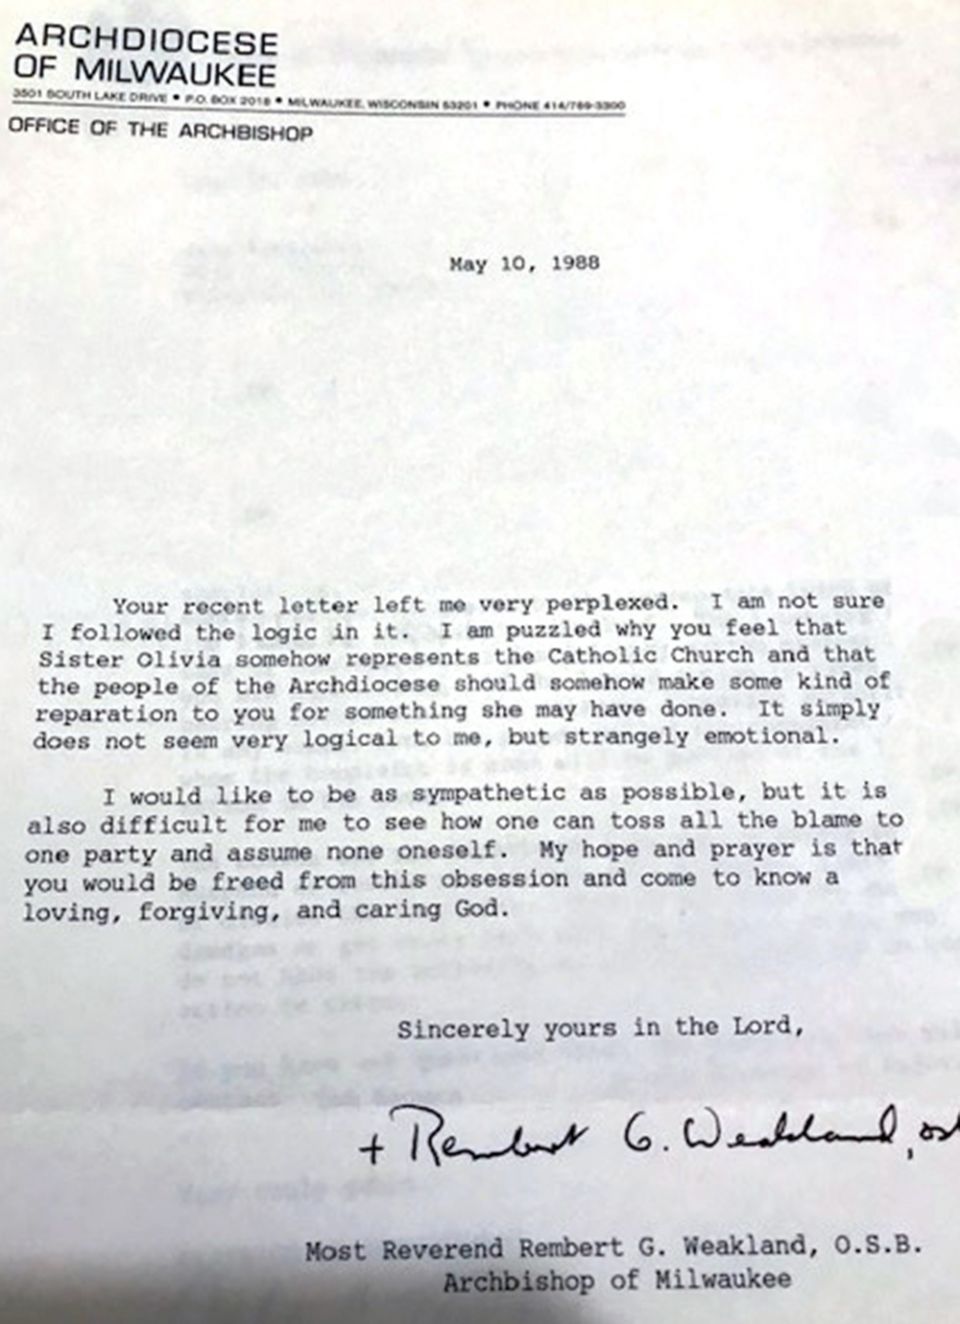 ARCHDIOCESE
OF MILWAUKEE
3501 SOUTH LAKE DRIVE • P.O. BOX 2018 • MILWAUKEE, WISCONSIN 53201 • PHONE 414/769-3300
OFFICE OF THE ARCHBISHOP
May 10, 1988
Your recent letter left me very perplexed. I am not sure
I followed the logic in it. I am puzzled why you feel that
Sister Olivia somehow represents the Catholic Church and that
the people of the Archdiocese should somehow make some kind of
reparation to you for something she may have done. It simply
does not seem very logical to me, but strangely emotional.
I would like to be as sympathetic as possible, but it is
also difficult for me to see how one can toss all the blame to
one party and assume none oneself. My hope and prayer is that
you would be freed from this obsession and come to know a
loving, forgiving, and caring God.
Sincerely yours in the Lord,
+ Rembert G. Weakland,
Most Reverend Rembert G. Weakland, O.S.B.
Archbishop of Milwaukee